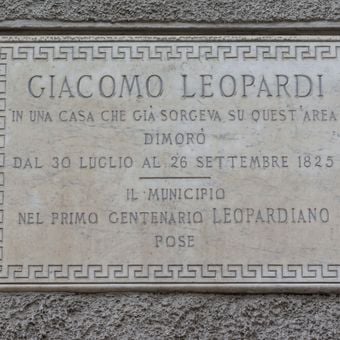 GIACOMO LEOPARDI
IN UNA CASA CHE GIÀ SORGEVA SU QUEST'AREA
DIMORÒ
DAL 30 LUGLIO AL 26 SETTEMBRE 1825
IL MUNICIPIO
NEL PRIMO CENTENARIO LEOPARDIANO
POSE